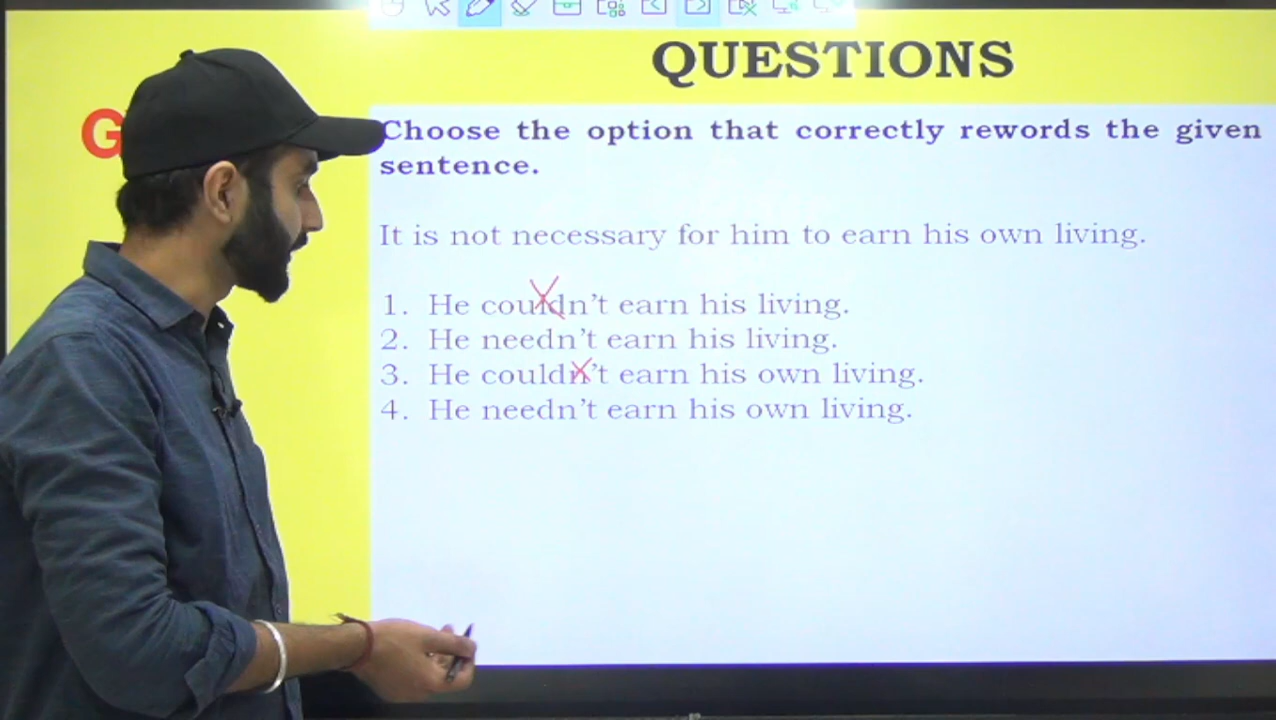 QUESTIONS
G
Choose the option that correctly rewords the given
sentence.
It is not necessary for him to earn his own living.
1. He couldn't earn his living.
2. He needn't earn his living.
3. He couldn't earn his own living.
4. He needn't earn his own living.